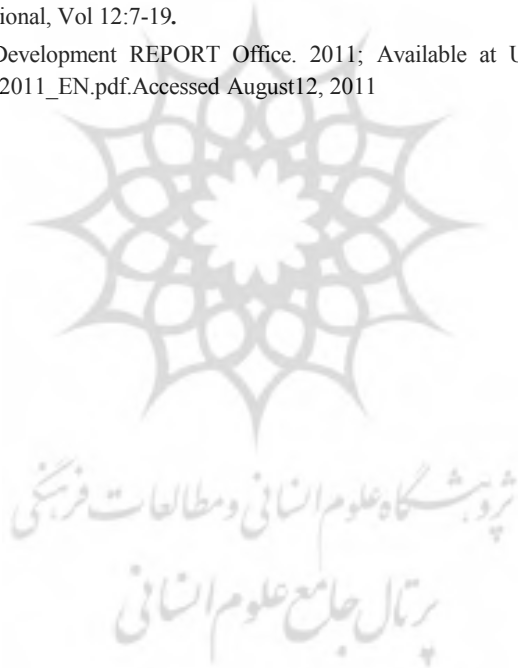 ional, Vol 12:7-19.
Development REPORT Office. 2011; Available at U
2011_EN.pdf.Accessed August12, 2011
پژوهشگاه علوم انسانی و مطالعات فرهنگی
پرتال جامع علوم انسانی